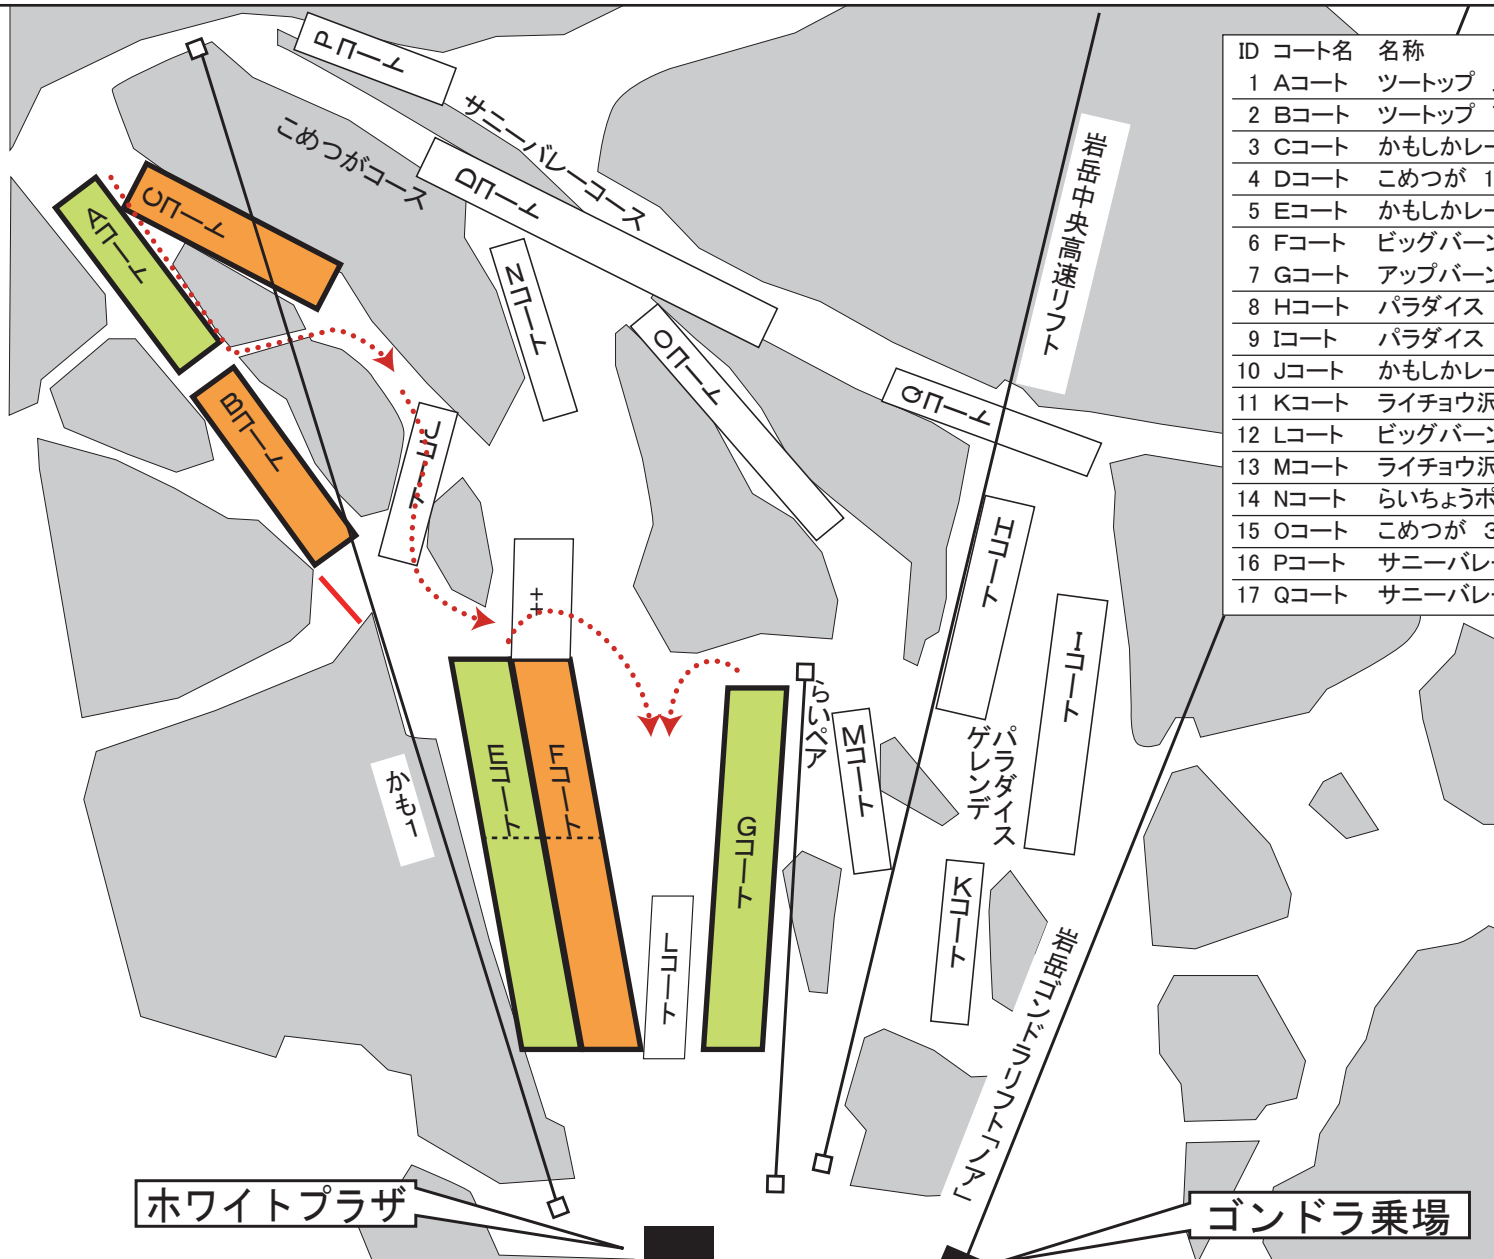 Pコート
サニーバレーコース
こめつがコース
Dコート
Cコート
Aコート
Nコート
Oコート
岩岳中央高速リフト
Qコート
Bコート
Jコート
Hコート
Iコート
らいペア
Mコート
パラダイス
ゲレンデ
Eコート
Fコート
Gコート
かも1
Kコート
Lコート
岩岳ゴンドラリフト「ノア」
ホワイトプラザ
ゴンドラ乗場
ID コート名 名称
1 Aコート ツートップ
2 Bコート ツートップ
3 Cコート かもしかレー
4 Dコート こめつが 1
5 Eコート かもしかレー
6 Fコート ビッグバーン
7 Gコート アップバーン
8 Hコート パラダイス
9 Iコート パラダイス
10 Jコート かもしかレー
11 Kコート ライチョウ沢
12 Lコート ビッグバーン
13 Mコート ライチョウ沢
14 Nコート らいちょうポ
15 Oコート こめつが 3
16 Pコート サニーバレー
17 Qコート サニーバレー